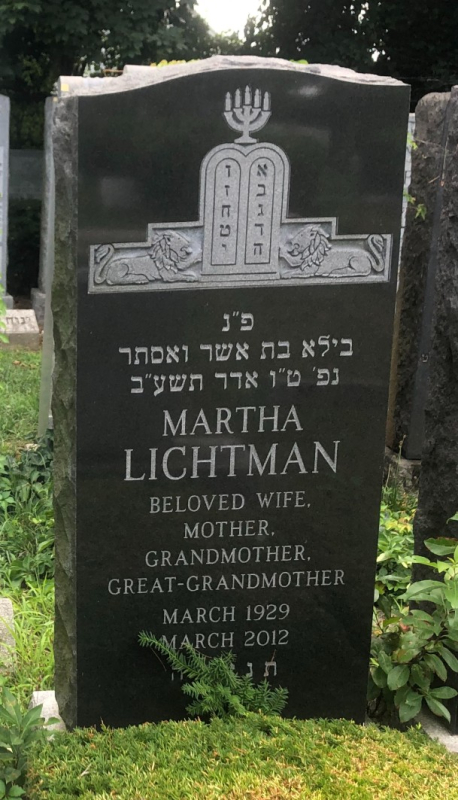 א
ב
ג
ד
ה
ו
ז
ח
ט
י
פ"נ
בילא בת אשר ואסתר
נפ' ט"ו אדר תשע"ב
MARTHA
LICHTMAN
BELOVED WIFE,
MOTHER,
GRANDMOTHER,
GREAT-GRANDMOTHER
MARCH 1929
MARCH 2012
ת נ